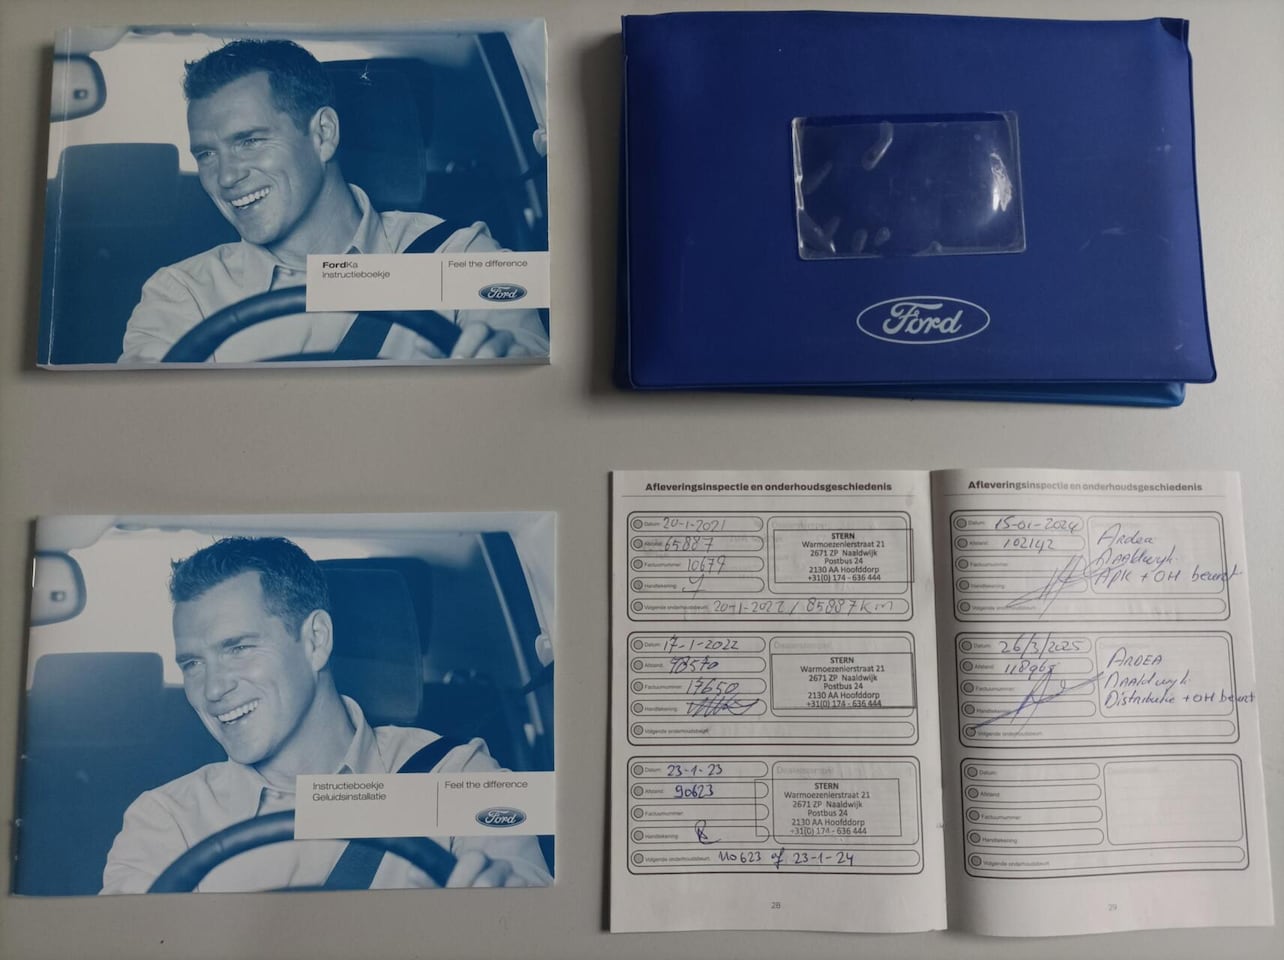 FordKa
Instructieboekje
Feel the difference
Ford
Ford
Instructieboekje
Geluidsinstallatie
Feel the difference
Ford
Afleveringsinspectie en onderhoudsgeschiedenis
Datum: 20-1-2021
Afstand: 65887
Factuurnummer: 10679
Handtekening:
Volgende onderhoudsbeurt: 20-1-2022 / 85887 km
STERN
Warmoezenierstraat 21
2671 ZP Naaldwijk
Postbus 24
2130 AA Hoofddorp
+31(0) 174 - 636 444
Datum: 17-1-2022
Afstand: 78570
Factuurnummer: 17650
Handtekening:
Volgende onderhoudsbeurt:
STERN
Warmoezenierstraat 21
2671 ZP Naaldwijk
Postbus 24
2130 AA Hoofddorp
+31(0) 174 - 636 444
Datum: 23-1-23
Afstand: 90623
Factuurnummer:
Handtekening:
Volgende onderhoudsbeurt: 110623 of 23-1-24
STERN
Warmoezenierstraat 21
2671 ZP Naaldwijk
Postbus 24
2130 AA Hoofddorp
+31(0) 174 - 636 444
28
Afleveringsinspectie en onderhoudsgeschiedenis
Datum: 15-01-2024
Afstand: 102142
Factuurnummer:
Handtekening:
Volgende onderhoudsbeurt:
Ardea
Naaldwijk
APK + OH beurt
Datum: 26/3/2025
Afstand:
Factuurnummer:
Handtekening:
Volgende onderhoudsbeurt:
ARDEA
Naaldwijk
Distributie + OH beurt
Datum:
Afstand:
Factuurnummer:
Handtekening:
Volgende onderhoudsbeurt:
29